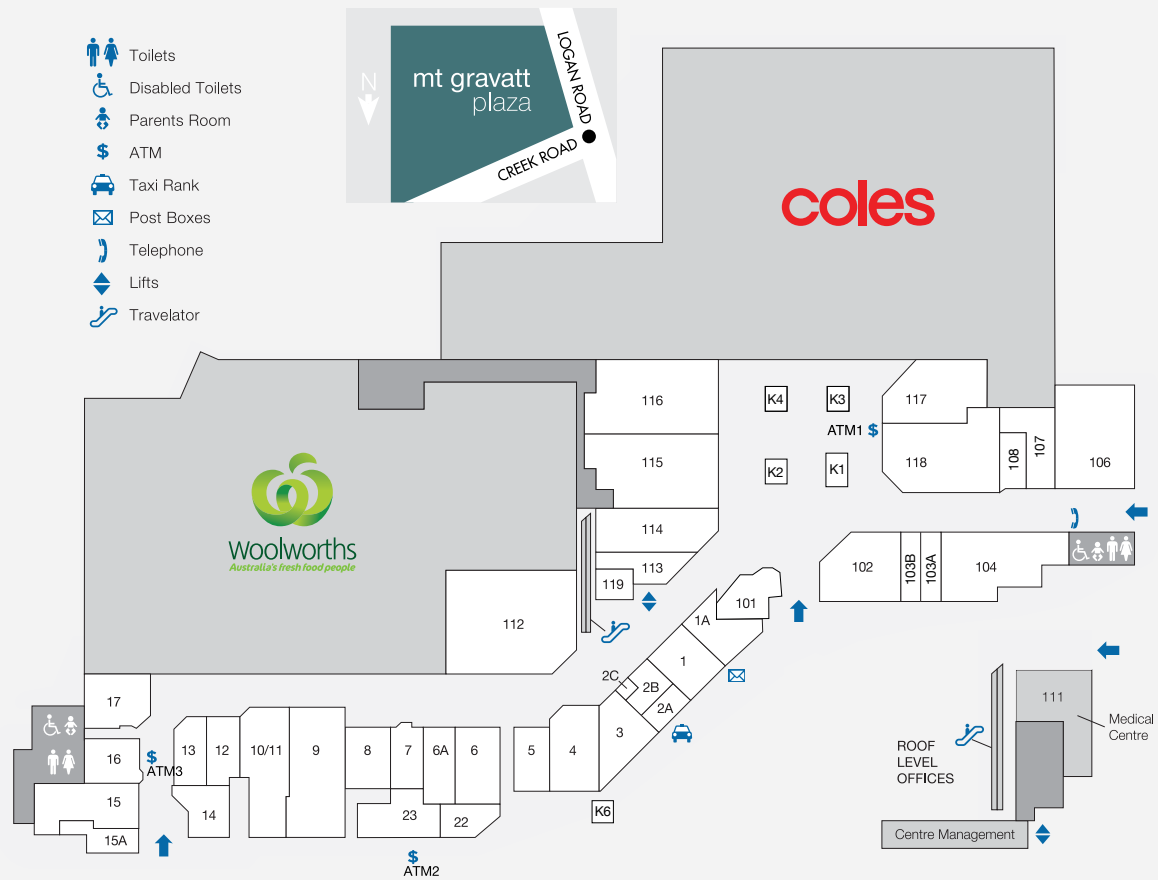 Toilets
Disabled Toilets
Parents Room
$ ATM
Taxi Rank
Post Boxes
Telephone
Lifts
Travelator
N
mt gravatt
plaza
LOGAN ROAD
CREEK ROAD
coles
Woolworths
Australia's fresh food people
116
K4
K3
117
ATM1 $
115
K2
K1
118
108
107
106
114
113
119
102
103B
103A
104
101
1A
112
1
2C
2B
2A
3
17
16
$
ATM3
15
15A
13
12
10/11
9
8
7
6A
6
5
4
14
23
22
K6
$
ATM2
111
Medical
Centre
ROOF
LEVEL
OFFICES
Centre Management